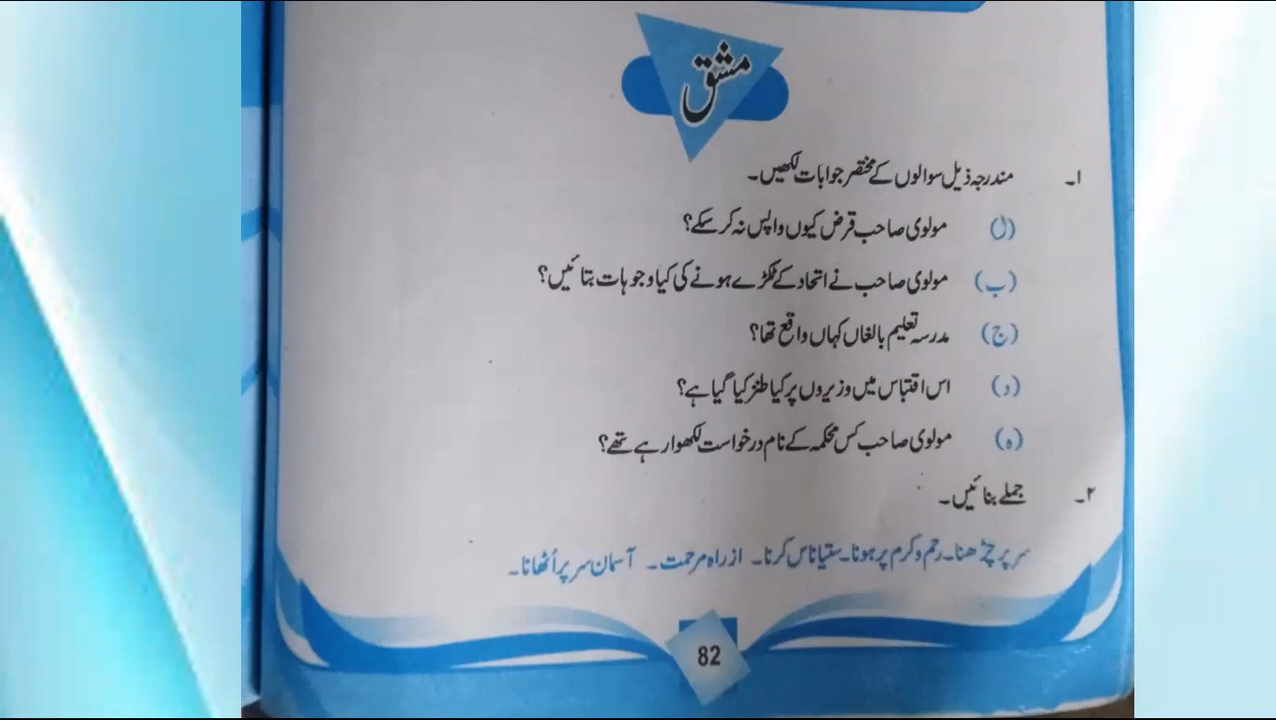 مشق
۱۔ مندرجہ ذیل سوالوں کے مختصر جوابات لکھیں۔
(ا) مولوی صاحب قرض کیوں واپس نہ کر سکے؟
(ب) مولوی صاحب نے اتحاد کے ٹکڑے ہونے کی کیا وجوہات بتائیں؟
(ج) مدرسہ تعلیم بالغاں کہاں واقع تھا؟
(د) اس اقتباس میں وزیروں پر کیا طنز کیا گیا ہے؟
(ہ) مولوی صاحب کس محکمہ کے نام درخواست لکھوا رہے تھے؟
۲۔ جملے بنائیں۔
سر پر چڑھنا۔ رحم و کرم پر ہونا۔ ستیاناس کرنا۔ ازراہ مرحمت۔ آسمان سر پر اُٹھانا۔
82